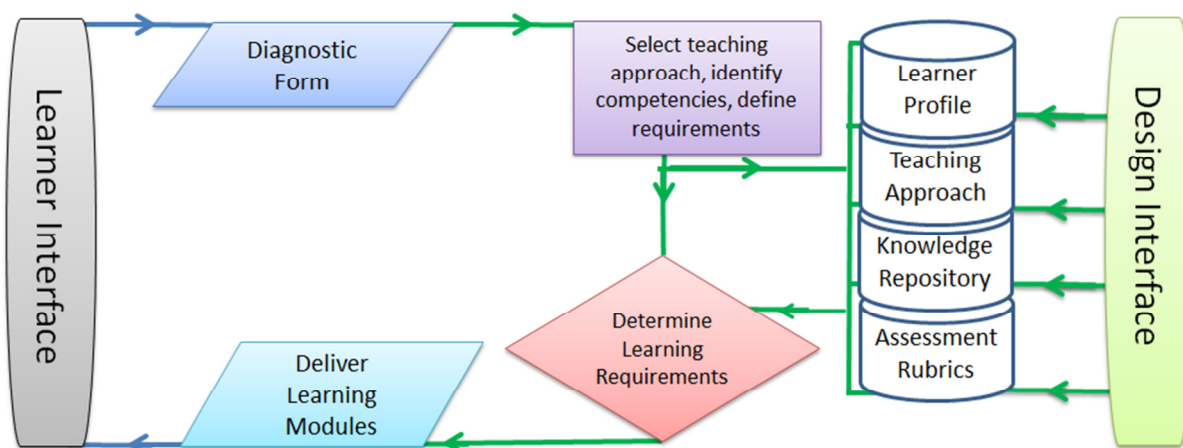 Learner Interface
Diagnostic
Form
Select teaching
approach, identify
competencies, define
requirements
Learner
Profile
Teaching
Approach
Knowledge
Repository
Assessment
Rubrics
Design Interface
Determine
Learning
Requirements
Deliver
Learning
Modules